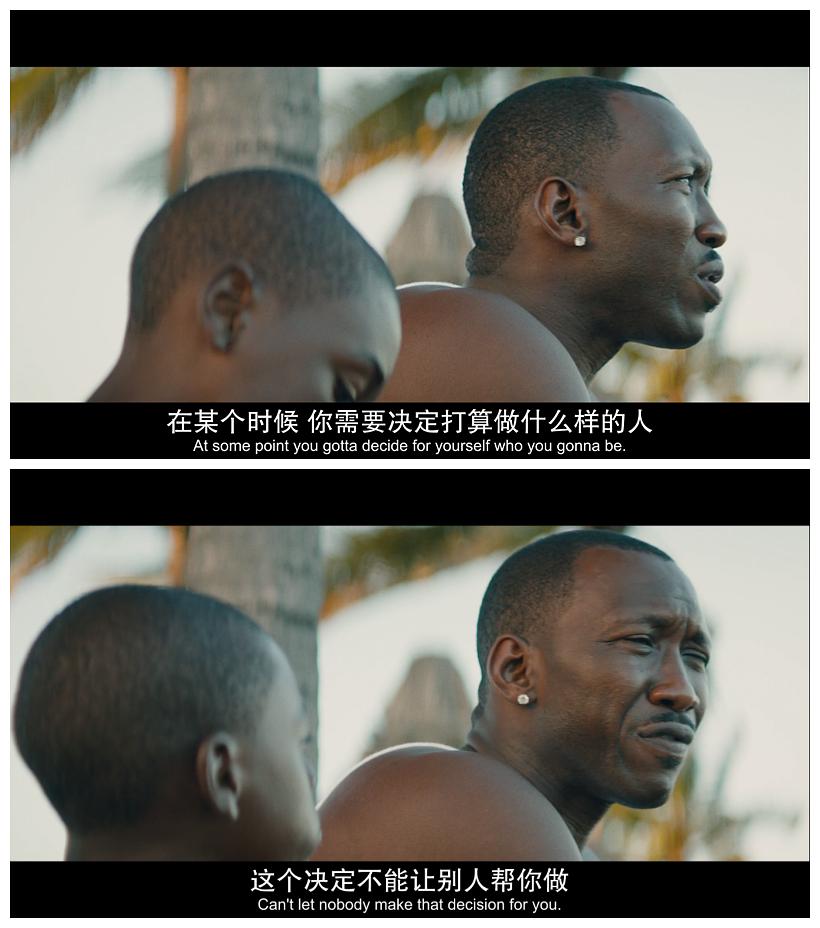 在某个时候 你需要决定打算做什么样的人
At some point you gotta decide for yourself who you gonna be.
这个决定不能让别人帮你做
Can't let nobody make that decision for you.